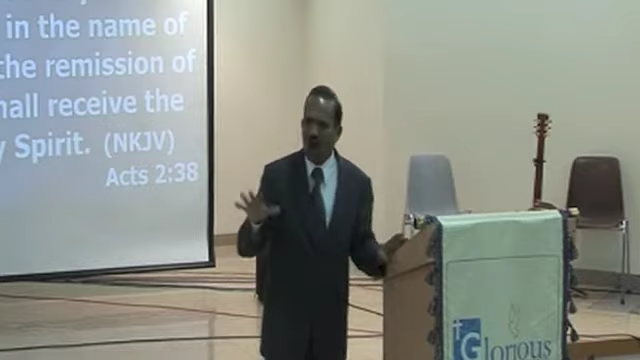 in the name of
the remission of
hall receive the
y Spirit. (NKJV)
Acts 2:38
Glorious